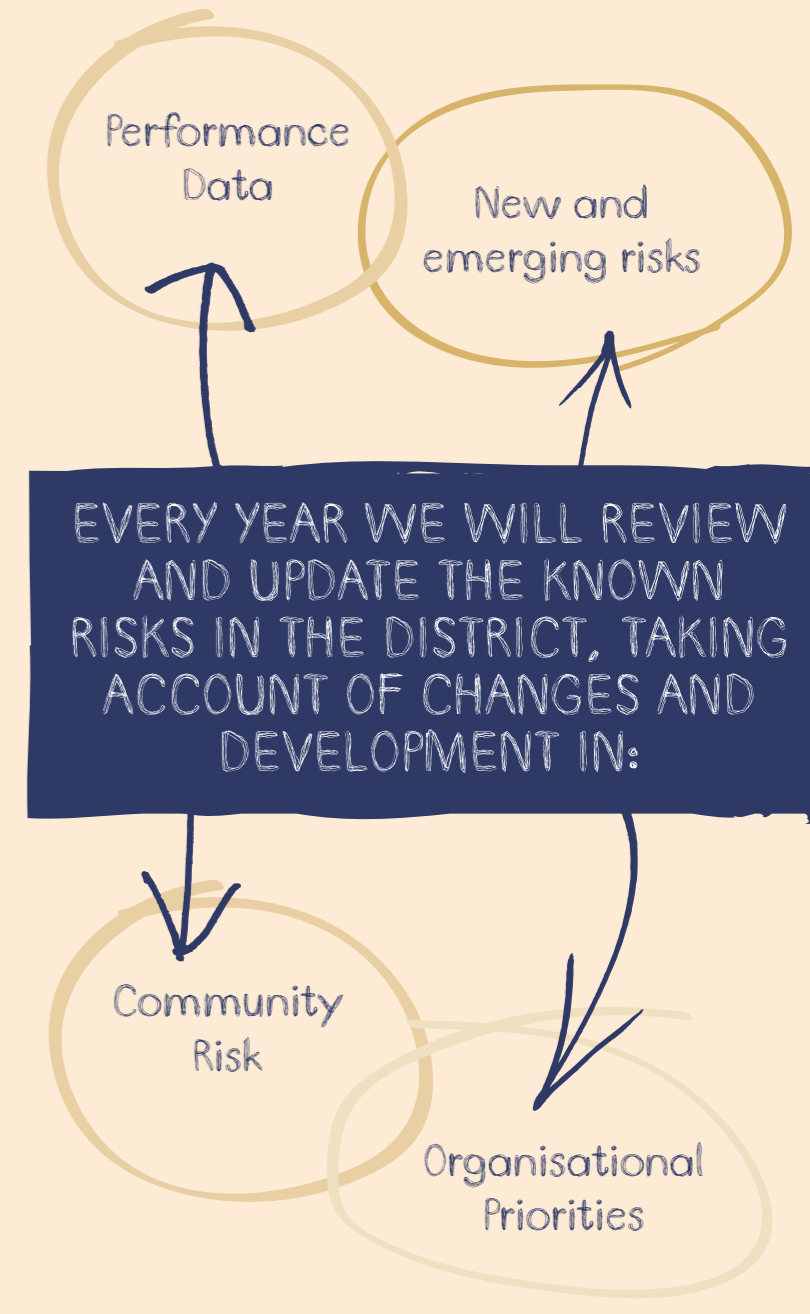 Performance
Data
New and
emerging risks
EVERY YEAR WE WILL REVIEW
AND UPDATE THE KNOWN
RISKS IN THE DISTRICT, TAKING
ACCOUNT OF CHANGES AND
DEVELOPMENT IN:
Community
Risk
Organisational
Priorities